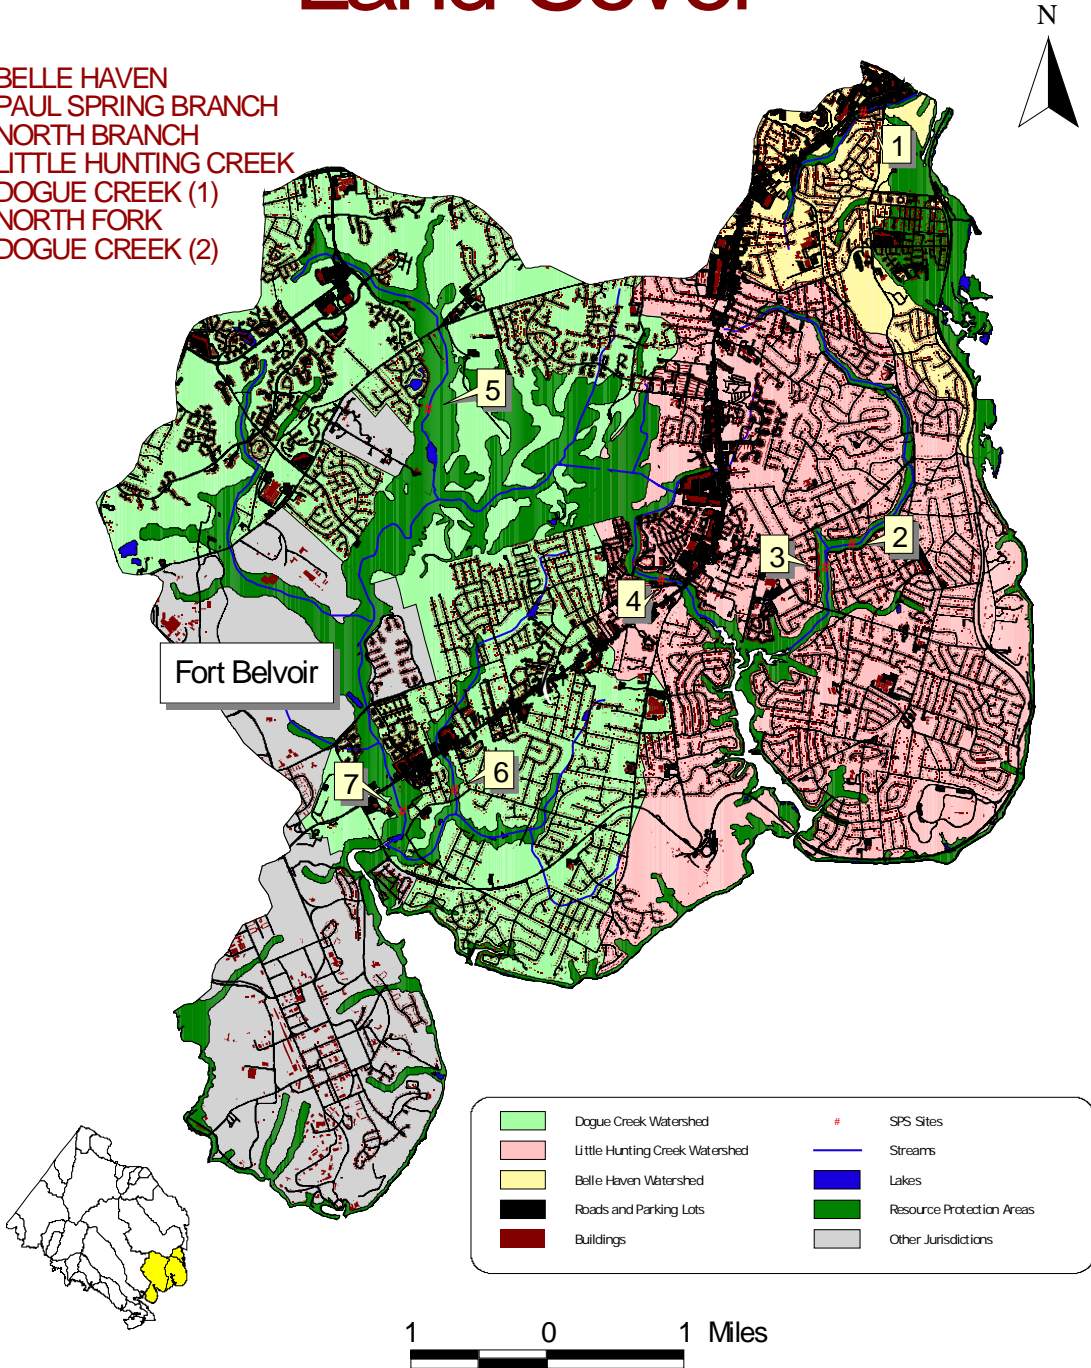 Land Cover
N
BELLE HAVEN
PAUL SPRING BRANCH
NORTH BRANCH
LITTLE HUNTING CREEK
DOGUE CREEK (1)
NORTH FORK
DOGUE CREEK (2)
1
5
2
3
4
Fort Belvoir
6
7
Dogue Creek Watershed
Little Hunting Creek Watershed
Belle Haven Watershed
Roads and Parking Lots
Buildings
# SPS Sites
Streams
Lakes
Resource Protection Areas
Other Jurisdictions
1 0 1 Miles